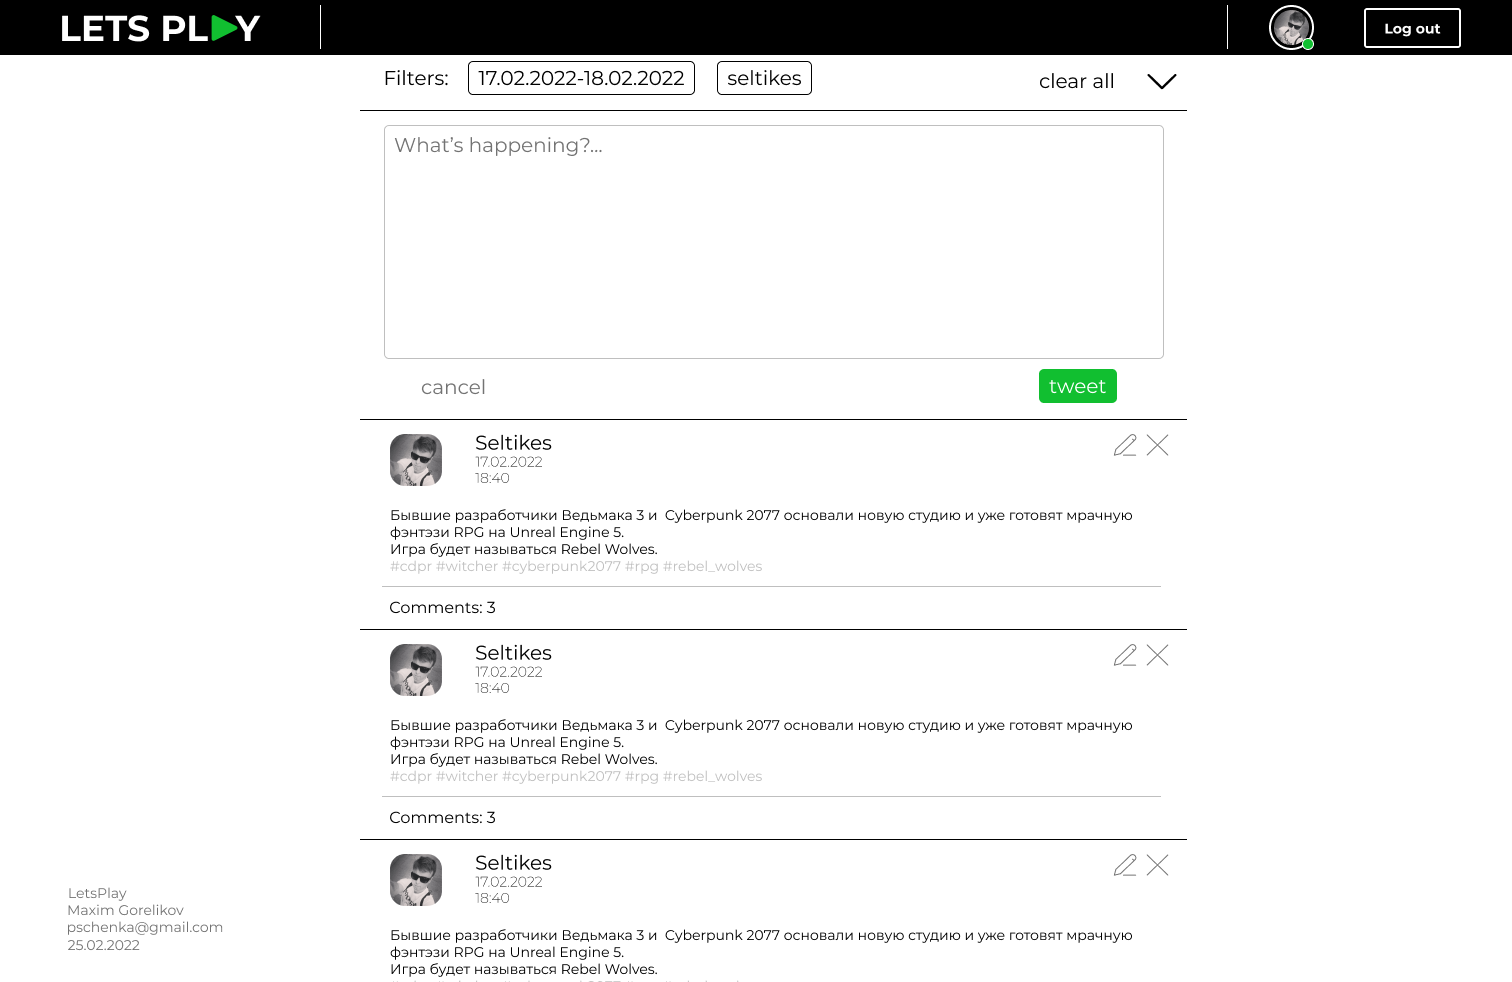 LETS PLAY
Log out
Filters: 17.02.2022-18.02.2022 seltikes clear all
What’s happening?...
cancel tweet
Seltikes
17.02.2022
18:40
Бывшие разработчики Ведьмака 3 и  Cyberpunk 2077 основали новую студию и уже готовят мрачную
фэнтэзи RPG на Unreal Engine 5.
Игра будет называться Rebel Wolves.
#cdpr #witcher #cyberpunk2077 #rpg #rebel_wolves
Comments: 3
Seltikes
17.02.2022
18:40
Бывшие разработчики Ведьмака 3 и  Cyberpunk 2077 основали новую студию и уже готовят мрачную
фэнтэзи RPG на Unreal Engine 5.
Игра будет называться Rebel Wolves.
#cdpr #witcher #cyberpunk2077 #rpg #rebel_wolves
Comments: 3
Seltikes
17.02.2022
18:40
Бывшие разработчики Ведьмака 3 и  Cyberpunk 2077 основали новую студию и уже готовят мрачную
фэнтэзи RPG на Unreal Engine 5.
Игра будет называться Rebel Wolves.
LetsPlay
Maxim Gorelikov
pschenka@gmail.com
25.02.2022